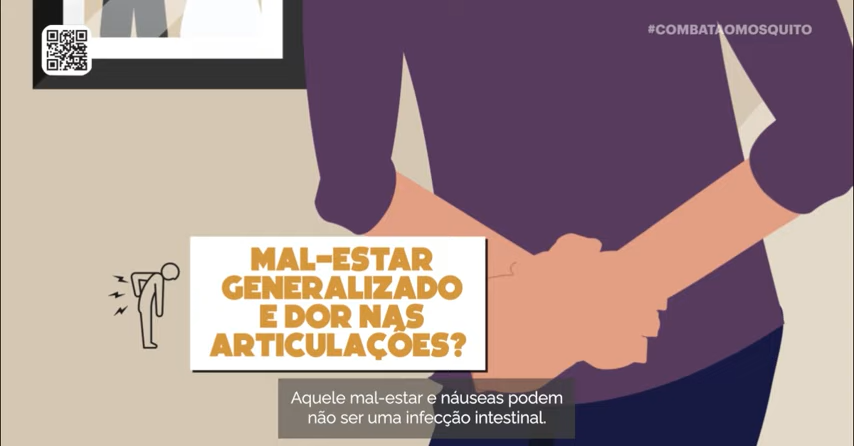 #COMBATAOMOSQUITO
MAL-ESTAR
GENERALIZADO
E DOR NAS
ARTICULAÇÕES?
Aquele mal-estar e náuseas podem
não ser uma infecção intestinal.